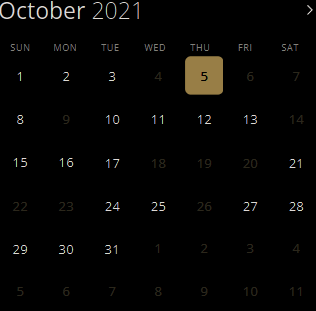 October 2021
SUN MON TUE WED THU FRI SAT
1 2 3 4 5 6 7
8 9 10 11 12 13 14
15 16 17 18 19 20 21
22 23 24 25 26 27 28
29 30 31 1 2 3 4
5 6 7 8 9 10 11